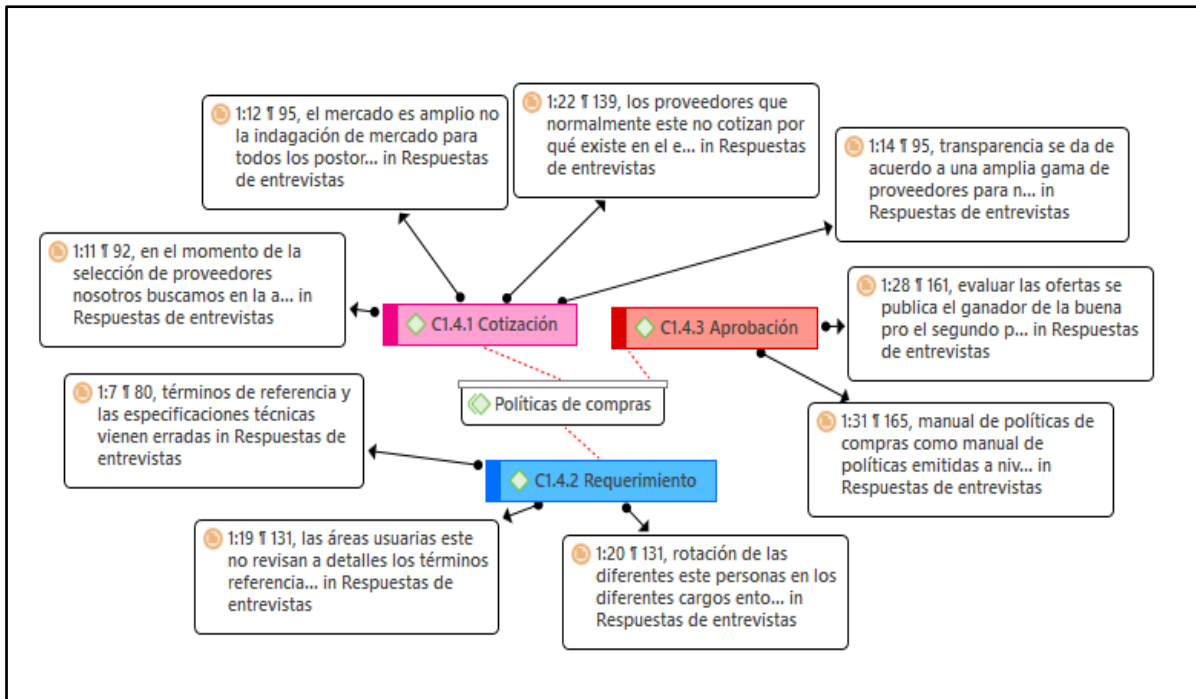 1:12 ¶ 95, el mercado es amplio no
la indagación de mercado para
todos los postor... in Respuestas
de entrevistas
1:22 ¶ 139, los proveedores que
normalmente este no cotizan por
qué existe en el e... in Respuestas
de entrevistas
1:14 ¶ 95, transparencia se da de
acuerdo a una amplia gama de
proveedores para n... in
Respuestas de entrevistas
1:11 ¶ 92, en el momento de la
selección de proveedores
nosotros buscamos en la a... in
Respuestas de entrevistas
C1.4.1 Cotización
C1.4.3 Aprobación
1:28 ¶ 161, evaluar las ofertas se
publica el ganador de la buena
pro el segundo p... in Respuestas
de entrevistas
1:7 ¶ 80, términos de referencia y
las especificaciones técnicas
vienen erradas in Respuestas de
entrevistas
Políticas de compras
1:31 ¶ 165, manual de políticas de
compras como manual de
políticas emitidas a niv... in
Respuestas de entrevistas
C1.4.2 Requerimiento
1:19 ¶ 131, las áreas usuarias este
no revisan a detalles los términos
referencia... in Respuestas de
entrevistas
1:20 ¶ 131, rotación de las
diferentes este personas en los
diferentes cargos ento... in
Respuestas de entrevistas